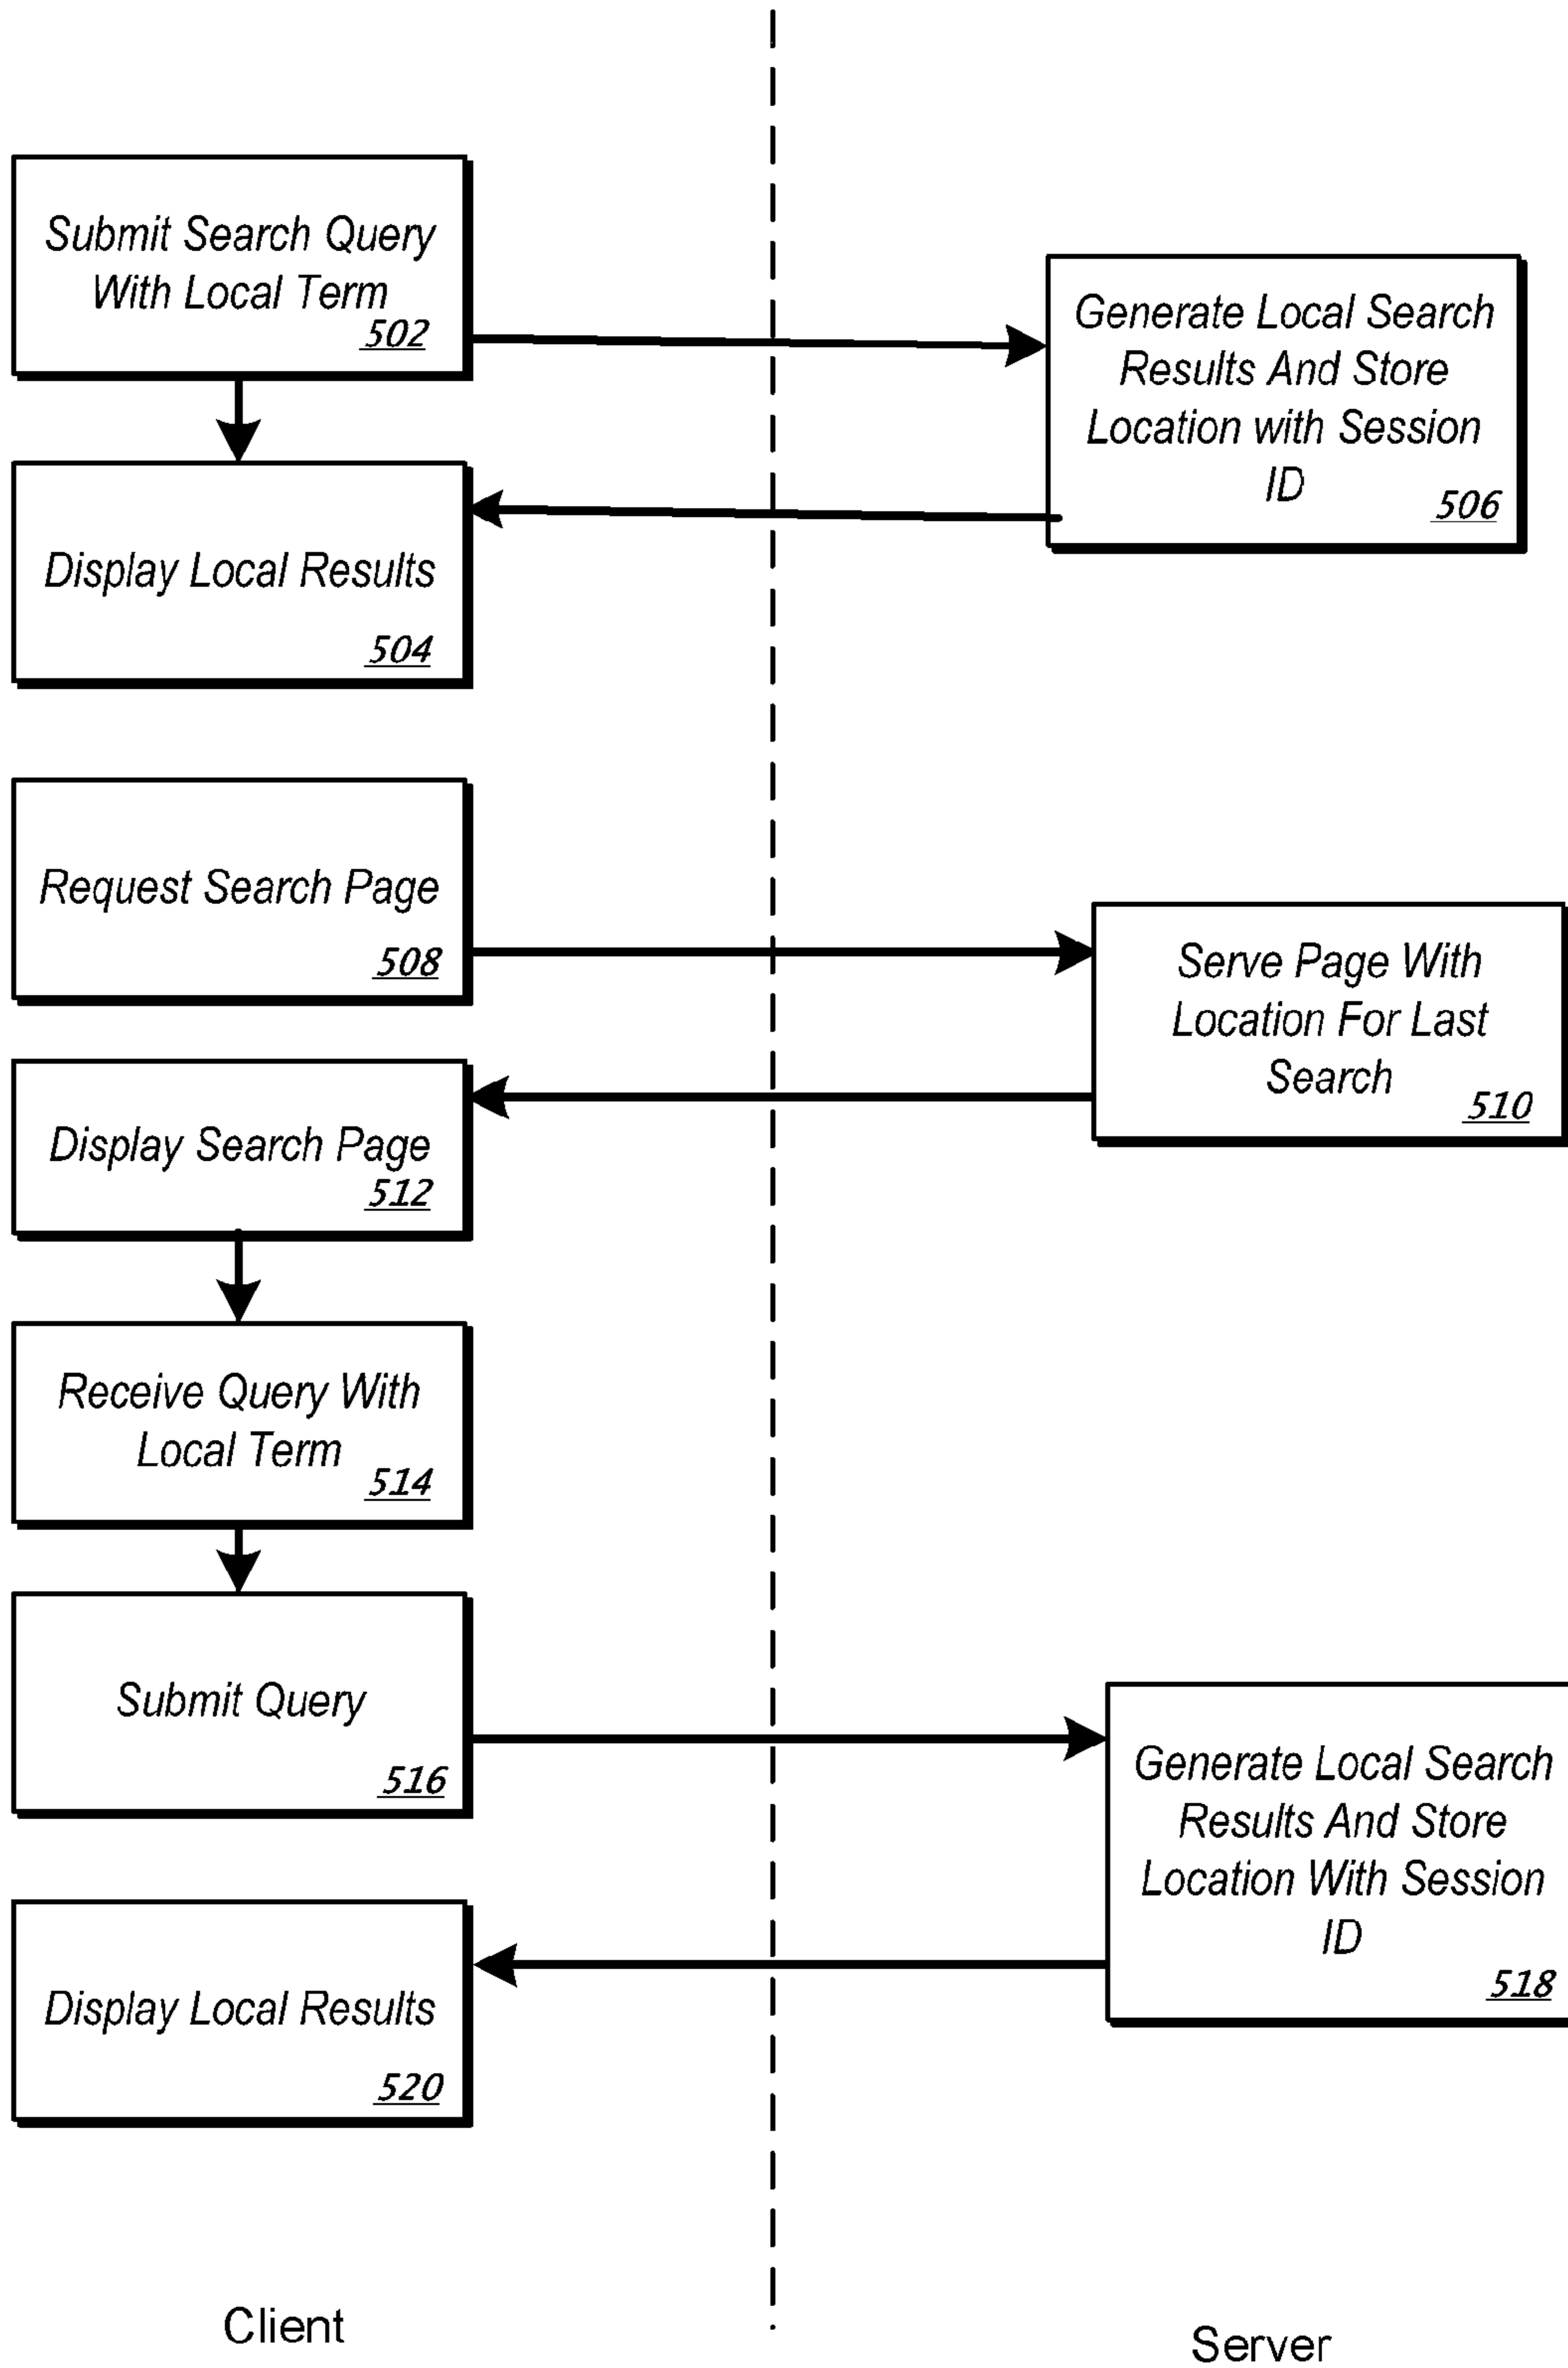 Submit Search Query
With Local Term
502
Generate Local Search
Results And Store
Location with Session
ID
506
Display Local Results
504
Request Search Page
508
Serve Page With
Location For Last
Search
510
Display Search Page
512
Receive Query With
Local Term
514
Submit Query
516
Generate Local Search
Results And Store
Location With Session
ID
518
Display Local Results
520
Client
Server